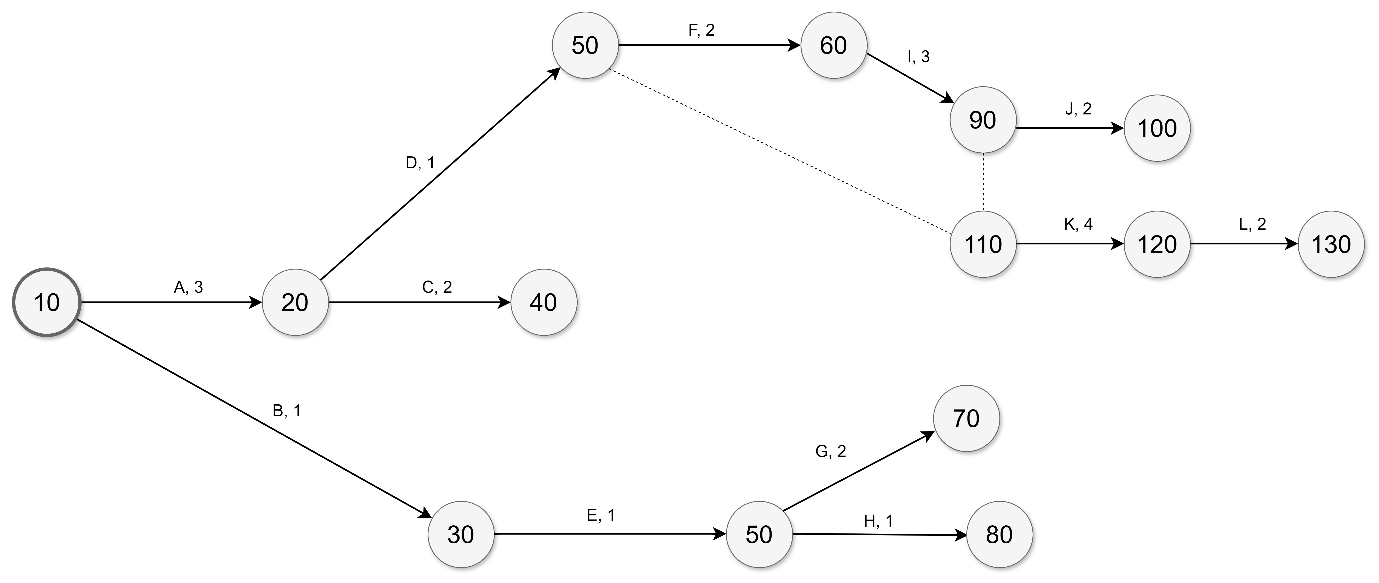 50
F, 2
60
I, 3
90
J, 2
100
D, 1
110
K, 4
120
L, 2
130
10
A, 3
20
C, 2
40
B, 1
70
G, 2
30
E, 1
50
H, 1
80